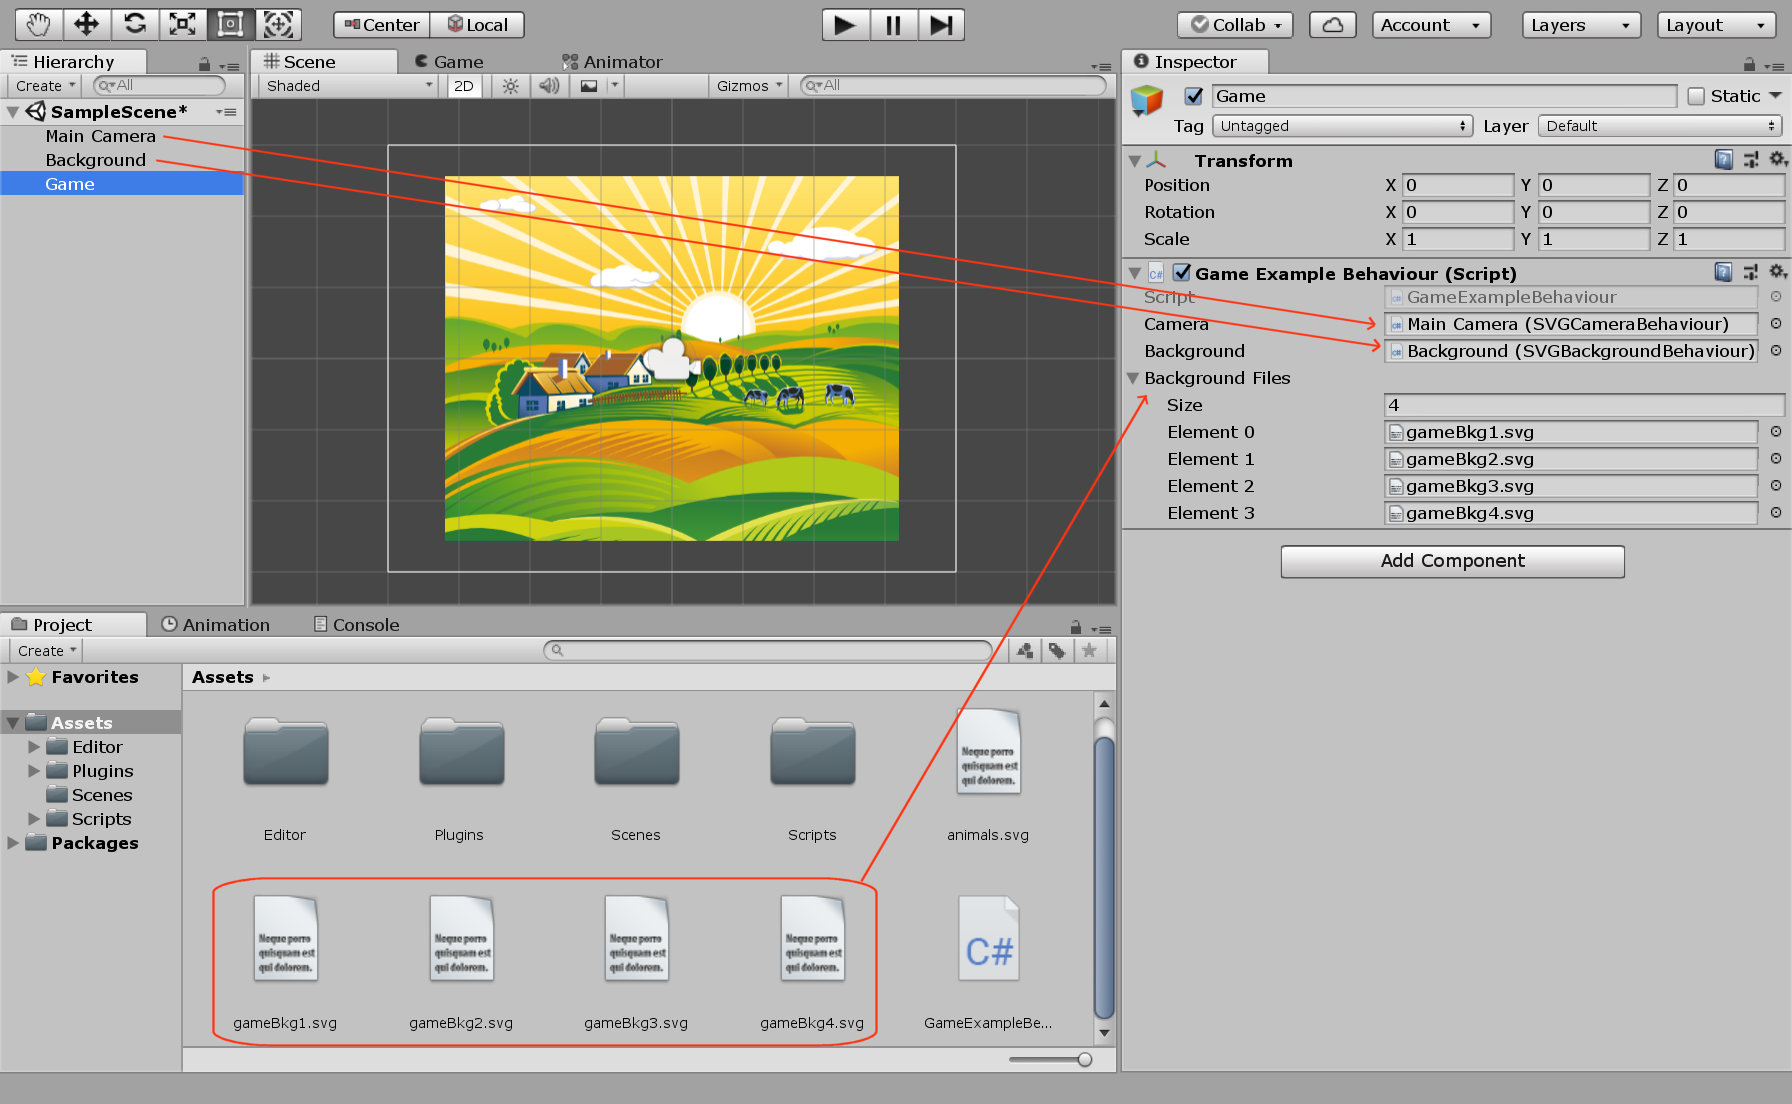 Center Local
Collab Account Layers Layout
Hierarchy
Create All
SampleScene*
Main Camera
Background
Game
Scene Game Animator
Shaded 2D Gizmos All
Inspector
Game Static
Tag Untagged Layer Default
Transform
Position X 0 Y 0 Z 0
Rotation X 0 Y 0 Z 0
Scale X 1 Y 1 Z 1
C# Game Example Behaviour (Script)
Script GameExampleBehaviour
Camera Main Camera (SVGCameraBehaviour)
Background Background (SVGBackgroundBehaviour)
Background Files
Size 4
Element 0 gameBkg1.svg
Element 1 gameBkg2.svg
Element 2 gameBkg3.svg
Element 3 gameBkg4.svg
Add Component
Project Animation Console
Create
Favorites
Assets
Editor
Plugins
Scenes
Scripts
Packages
Assets
Neque porro
quisquam est
qui dolorem.
Editor Plugins Scenes Scripts animals.svg
Neque porro
quisquam est
qui dolorem.
Neque porro
quisquam est
qui dolorem.
Neque porro
quisquam est
qui dolorem.
Neque porro
quisquam est
qui dolorem.
C#
gameBkg1.svg gameBkg2.svg gameBkg3.svg gameBkg4.svg GameExampleBe...